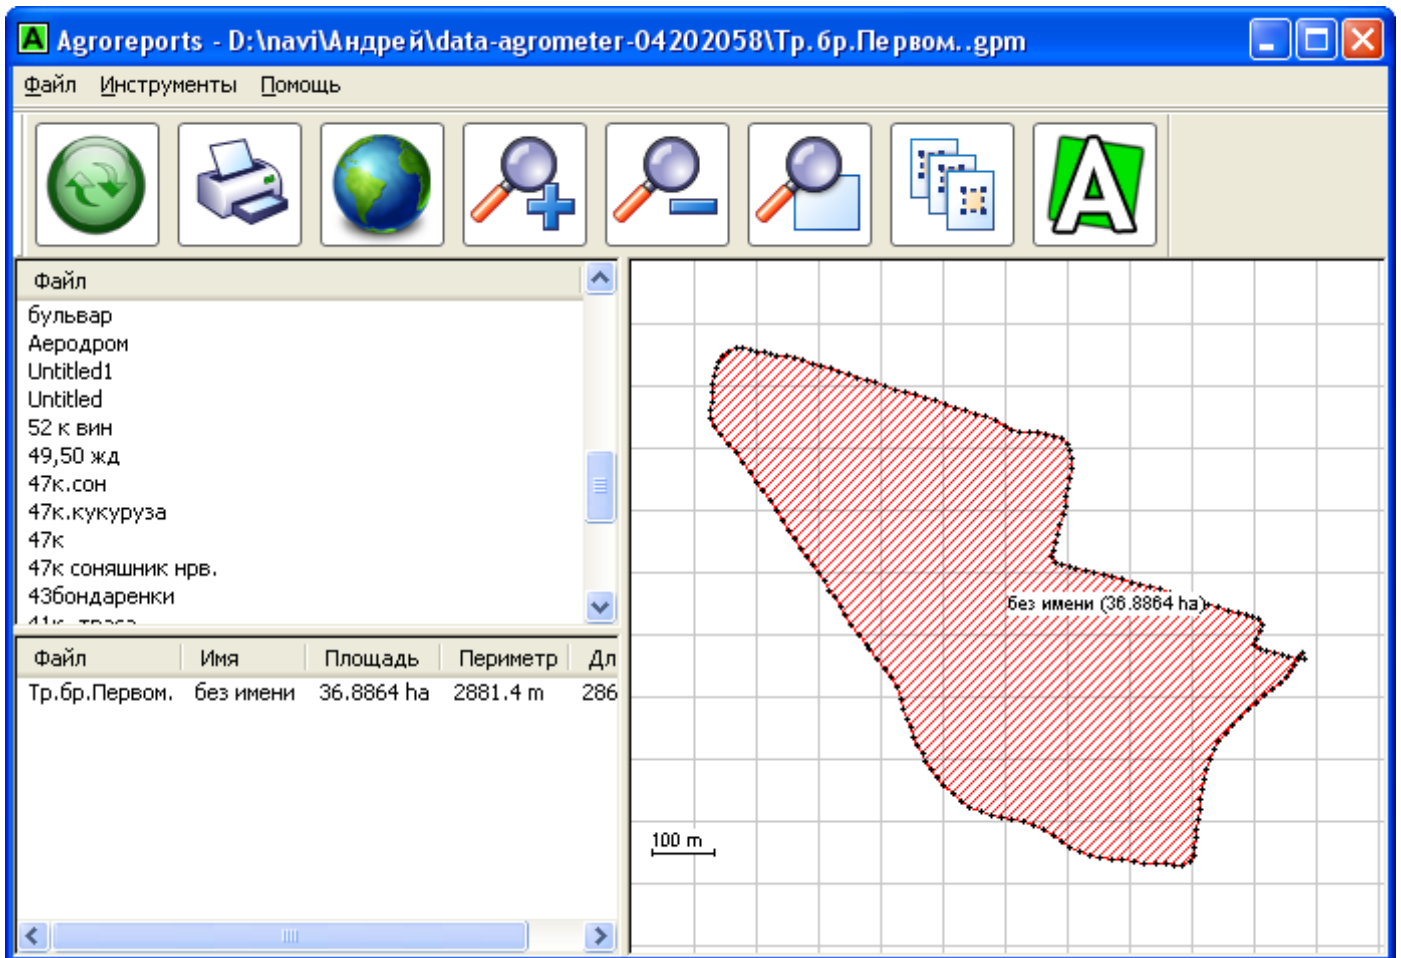 Agroreports - D:\navi\Андрей\data-agrometer-04202058\Тр.бр.Первом..gpm
Файл Инструменты Помощь
Файл
бульвар
Аеродром
Untitled1
Untitled
52 к вин
49,50 жд
47к.сон
47к.кукуруза
47к
47к соняшник нрв.
43бондаренки
Файл Имя Площадь Периметр Дл
Тр.бр.Первом. без имени 36.8864 ha 2881.4 m 286
без имени (36.8864 ha)
100 m